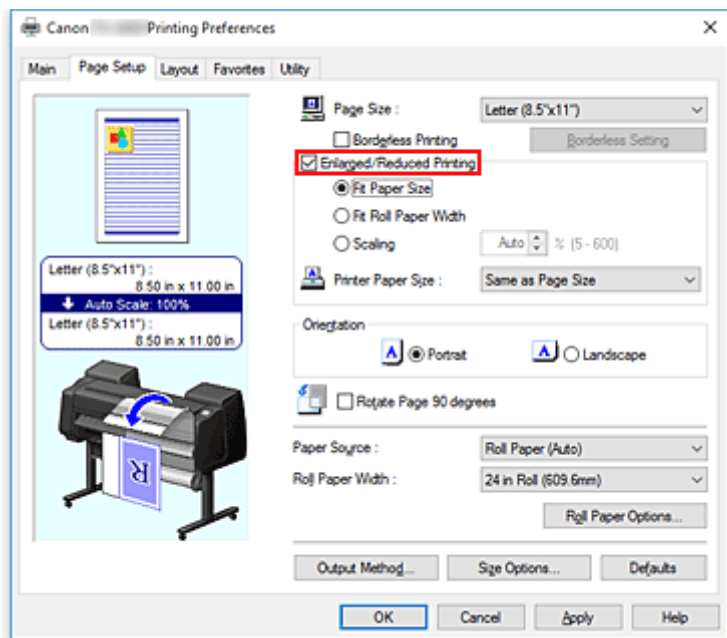 Canon Printing Preferences
Main Page Setup Layout Favorites Utility
Page Size : Letter (8.5"x11")
Borderless Printing Borderless Setting
Enlarged/Reduced Printing
Fit Paper Size
Fit Roll Paper Width
Scaling Auto % (5 - 600)
Printer Paper Size : Same as Page Size
Letter (8.5"x11") :
8.50 in x 11.00 in
Auto Scale: 100%
Letter (8.5"x11") :
8.50 in x 11.00 in
Orientation
A Portrait A Landscape
Rotate Page 90 degrees
R
Paper Source : Roll Paper (Auto)
Roll Paper Width : 24 in Roll (609.6mm)
Roll Paper Options...
Output Method... Size Options... Defaults
OK Cancel Apply Help